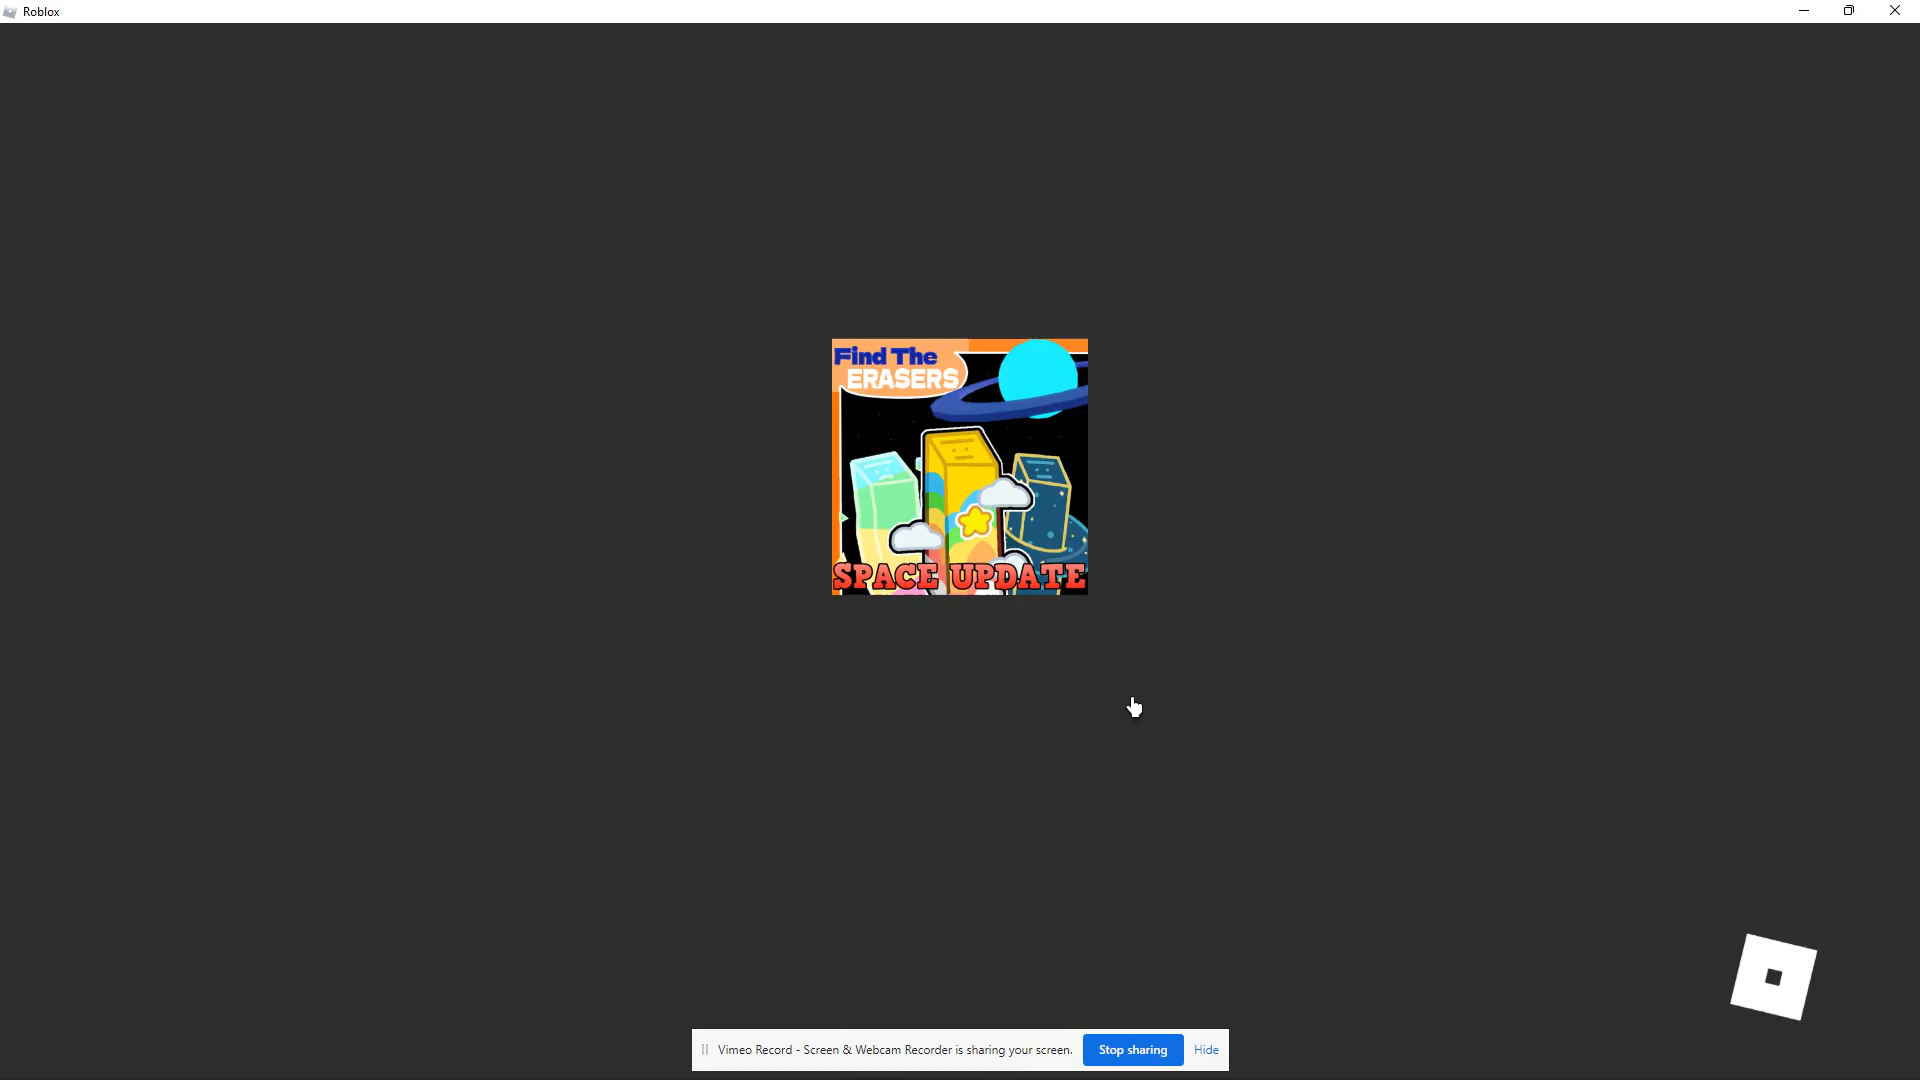 Roblox
Find The
ERASERS
SPACE UPDATE
Vimeo Record - Screen & Webcam Recorder is sharing your screen.
Stop sharing
Hide